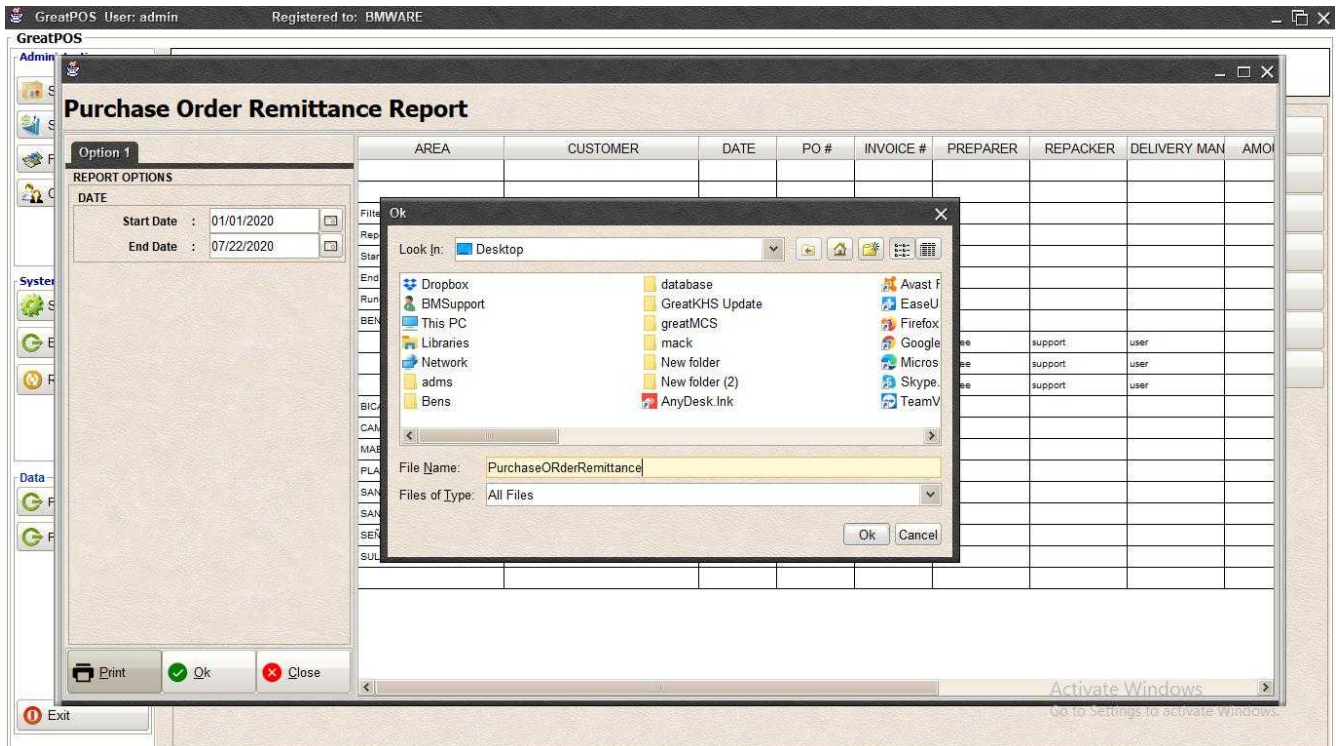 GreatPOS User: admin Registered to: BMWARE
GreatPOS
Purchase Order Remittance Report
Option 1
REPORT OPTIONS
DATE
Start Date : 01/01/2020
End Date : 07/22/2020
AREA CUSTOMER DATE PO # INVOICE # PREPARER REPACKER DELIVERY MAN
Ok
Look In: Desktop
Dropbox database
BMSupport GreatKHS Update
This PC greatMCS Firefox
Libraries mack Google
Network New folder
adms New folder (2) Skype.
Bens AnyDesk.lnk
File Name: PurchaseORderRemittance
Files of Type: All Files
Ok Cancel
support user
support user
support user
Print Ok Close
Data
Exit
Activate Windows
Go to Settings to activate Windows.